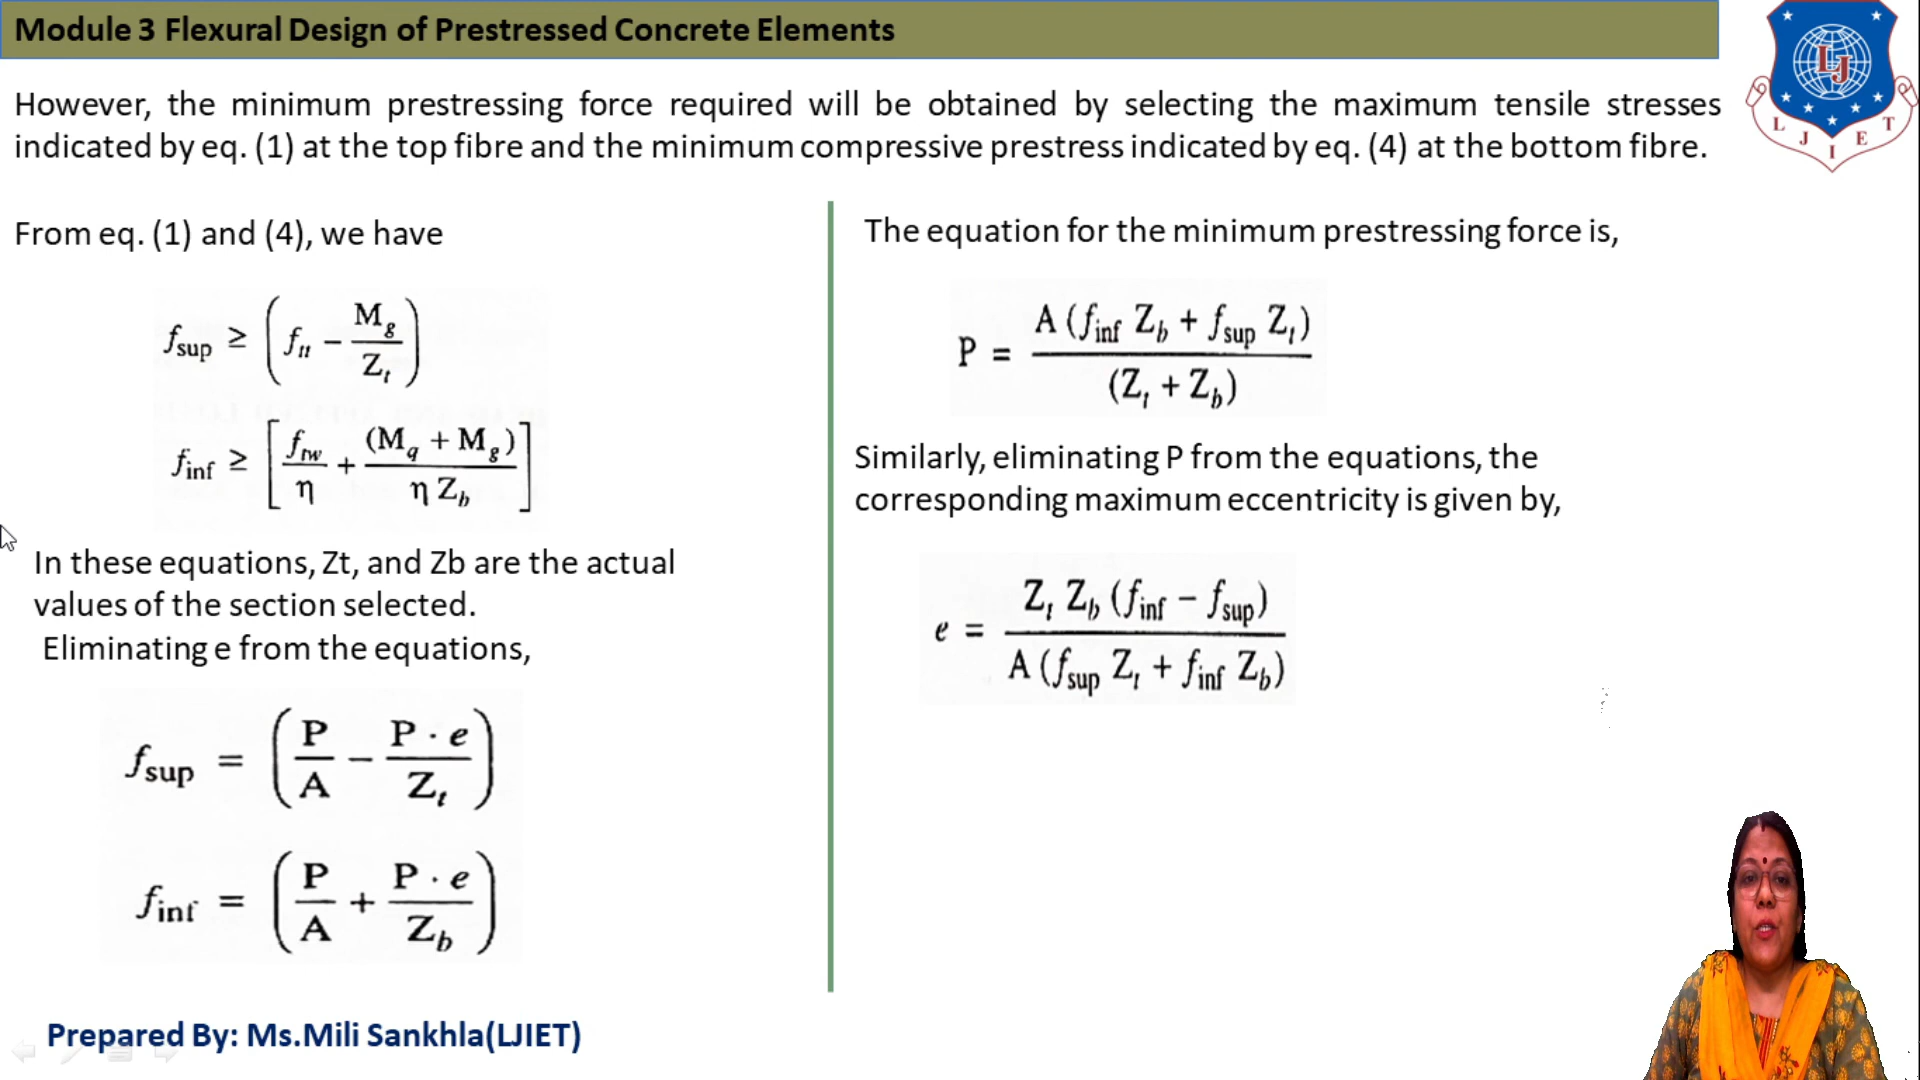 Module 3 Flexural Design of Prestressed Concrete Elements
However, the minimum prestressing force required will be obtained by selecting the maximum tensile stresses
indicated by eq. (1) at the top fibre and the minimum compressive prestress indicated by eq. (4) at the bottom fibre.
LJ
L J I E T
From eq. (1) and (4), we have
f_sup ≥ ( f_tt − M_g / Z_t )
f_inf ≥ [ f_tw / η + (M_q + M_g) / η Z_b ]
In these equations, Zt, and Zb are the actual
values of the section selected.
Eliminating e from the equations,
f_sup = ( P / A − P · e / Z_t )
f_inf = ( P / A + P · e / Z_b )
The equation for the minimum prestressing force is,
P = A ( f_inf Z_b + f_sup Z_t ) / (Z_t + Z_b)
Similarly, eliminating P from the equations, the
corresponding maximum eccentricity is given by,
e = Z_t Z_b ( f_inf − f_sup ) / A ( f_sup Z_t + f_inf Z_b )
Prepared By: Ms.Mili Sankhla(LJIET)